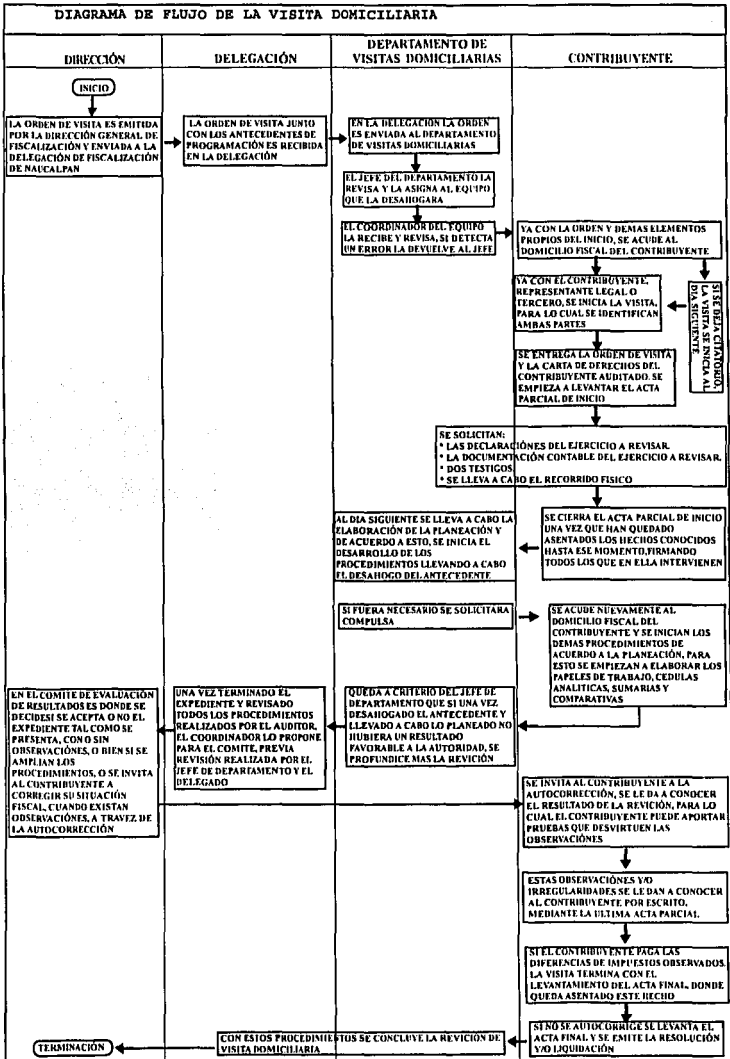 DIAGRAMA DE FLUJO DE LA VISITA DOMICILIARIA
DIRECCIÓN
DELEGACIÓN
DEPARTAMENTO DE
VISITAS DOMICILIARIAS
CONTRIBUYENTE
INICIO
LA ORDEN DE VISITA ES EMITIDA
POR LA DIRECCIÓN GENERAL DE
FISCALIZACIÓN Y ENVIADA A LA
DELEGACIÓN DE FISCALIZACIÓN
DE NAUCALPAN
LA ORDEN DE VISITA JUNTO
CON LOS ANTECEDENTES DE
PROGRAMACIÓN ES RECIBIDA
EN LA DELEGACIÓN
EN LA DELEGACIÓN LA ORDEN
ES ENVIADA AL DEPARTAMENTO
DE VISITAS DOMICILIARIAS
EL JEFE DEL DEPARTAMENTO LA
REVISA Y LA ASIGNA AL EQUIPO
QUE LA DESAHOGARA
EL COORDINADOR DEL EQUIPO
LA RECIBE Y REVISA, SI DETECTA
UN ERROR LA DEVUELVE AL JEFE
YA CON LA ORDEN Y DEMAS ELEMENTOS
PROPIOS DEL INICIO, SE ACUDE AL
DOMICILIO FISCAL DEL CONTRIBUYENTE
YA CON EL CONTRIBUYENTE,
REPRESENTANTE LEGAL O
TERCERO, SE INICIA LA VISITA,
PARA LO CUAL SE IDENTIFICAN
AMBAS PARTES
SI SE DEJA CITATORIO,
LA VISITA SE INICIA AL
DIA SIGUIENTE
SE ENTREGA LA ORDEN DE VISITA
Y LA CARTA DE DERECHOS DEL
CONTRIBUYENTE AUDITADO. SE
EMPIEZA A LEVANTAR EL ACTA
PARCIAL DE INICIO
SE SOLICITAN:
* LAS DECLARACIÓNES DEL EJERCICIO A REVISAR.
* LA DOCUMENTACIÓN CONTABLE DEL EJERCICIO A REVISAR.
* DOS TESTIGOS.
* SE LLEVA A CABO EL RECORRIDO FISICO
SE CIERRA EL ACTA PARCIAL DE INICIO
UNA VEZ QUE HAN QUEDADO
ASENTADOS LOS HECHOS CONOCIDOS
HASTA ESE MOMENTO,FIRMANDO
TODOS LOS QUE EN ELLA INTERVIENEN
AL DIA SIGUIENTE SE LLEVA A CABO LA
ELABORACIÓN DE LA PLANEACIÓN Y
DE ACUERDO A ESTO, SE INICIA EL
DESARROLLO DE LOS
PROCEDIMIENTOS LLEVANDO A CABO
EL DESAHOGO DEL ANTECEDENTE
SI FUERA NECESARIO SE SOLICITARA
COMPULSA
SE ACUDE NUEVAMENTE AL
DOMICILIO FISCAL DEL
CONTRIBUYENTE Y SE INICIAN LOS
DEMAS PROCEDIMIENTOS DE
ACUERDO A LA PLANEACIÓN, PARA
ESTO SE EMPIEZAN A ELABORAR LOS
PAPELES DE TRABAJO, CEDULAS
ANALITICAS, SUMARIAS Y
COMPARATIVAS
QUEDA A CRITERIO DEL JEFE DE
DEPARTAMENTO QUE SI UNA VEZ
DESAHOGADO EL ANTECEDENTE Y
LLEVADO A CABO LO PLANEADO NO
HUBIERA UN RESULTADO
FAVORABLE A LA AUTORIDAD, SE
PROFUNDICE MAS LA REVICIÓN
UNA VEZ TERMINADO EL
EXPEDIENTE Y REVISADO
TODOS LOS PROCEDIMIENTOS
REALIZADOS POR EL AUDITOR,
EL COORDINADOR LO PROPONE
PARA EL COMITE, PREVIA
REVISIÓN REALIZADA POR EL
JEFE DE DEPARTAMENTO Y EL
DELEGADO
EN EL COMITE DE EVALUACIÓN
DE RESULTADOS ES DONDE SE
DECIDESI SE ACEPTA O NO EL
EXPEDIENTE TAL COMO SE
PRESENTA, CON O SIN
OBSERVACIÓNES, O BIEN SI SE
AMPLIAN LOS
PROCEDIMIENTOS, O SE INVITA
AL CONTRIBUYENTE A
CORREGIR SU SITUACIÓN
FISCAL, CUANDO EXISTAN
OBSERVACIÓNES, A TRAVEZ DE
LA AUTOCORRECCIÓN
SE INVITA AL CONTRIBUYENTE A LA
AUTOCORRECCIÓN, SE LE DA A CONOCER
EL RESULTADO DE LA REVICIÓN, PARA LO
CUAL EL CONTRIBUYENTE PUEDE APORTAR
PRUEBAS QUE DESVIRTUEN LAS
OBSERVACIÓNES
ESTAS OBSERVACIÓNES Y/O
IRREGULARIDADES SE LE DAN A CONOCER
AL CONTRIBUYENTE POR ESCRITO,
MEDIANTE LA ULTIMA ACTA PARCIAL.
SI EL CONTRIBUYENTE PAGA LAS
DIFERENCIAS DE IMPUESTOS OBSERVADOS,
LA VISITA TERMINA CON EL
LEVANTAMIENTO DEL ACTA FINAL, DONDE
QUEDA ASENTADO ESTE HECHO
SI NO SE AUTOCORRIGE SE LEVANTA EL
ACTA FINAL Y SE EMITE LA RESOLUCIÓN
Y/O LIQUIDACIÓN
CON ESTOS PROCEDIMIENTOS SE CONCLUYE LA REVICIÓN DE
VISITA DOMICILIARIA
TERMINACIÓN